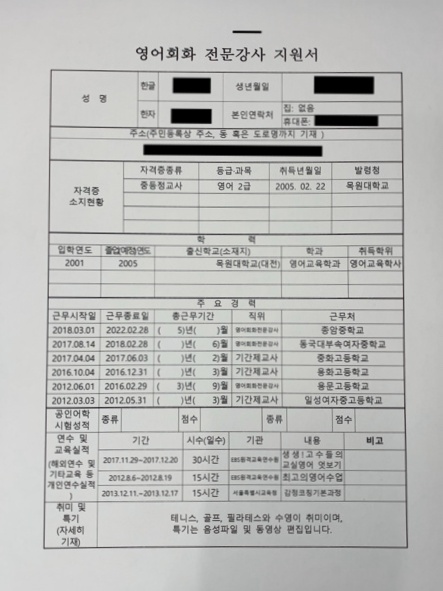 영어회화 전문강사 지원서
성 명 한글 생년월일
한자 본인연락처 집: 없음
휴대폰:
주소(주민등록상 주소, 동 혹은 도로명까지 기재 )
자격증 소지현황 자격증종류 등급·과목 취득년월일 발령청
중등정교사 영어 2급 2005. 02. 22 목원대학교
학 력
입학연도 졸업(예정)연도 출신학교(소재지) 학과 취득학위
2001 2005 목원대학교(대전) 영어교육학과 영어교육학사
주 요 경 력
근무시작일 근무종료일 총근무기간 직위 근무처
2018.03.01 2022.02.28 ( 5)년( )월 영어회화전문강사 중암중학교
2017.08.14 2018.02.28 ( )년( 6)월 영어회화전문강사 동국대부속여자중학교
2017.04.04 2017.06.03 ( )년( 2)월 기간제교사 중화고등학교
2016.10.04 2016.12.31 ( )년( 3)월 기간제교사 용화고등학교
2012.06.01 2016.02.29 ( 3)년( 9)월 기간제교사 용문고등학교
2012.03.03 2012.05.31 ( )년( 3)월 기간제교사 일성여자중고등학교
공인어학 시험성적 종류 점수 종류 점수
연수 및 교육실적 (해외연수 및 기타교육 등 개인연수실적 ) 기간 시수(일수) 기관 내용 비고
2017.11.29~2017.12.20 30시간 EBS원격교육연수원 생생!고수들의 교실영어 엿보기
2012.8.6~2012.8.19 15시간 EBS원격교육연수원 최고의영어수업
2013.12.11.~2013.12.17 15시간 서울특별시교육청 감정코칭기본과정
취미 및 특기 (자세히 기재) 테니스, 골프, 필라테스와 수영이 취미이며,
특기는 음성파일 및 동영상 편집입니다.